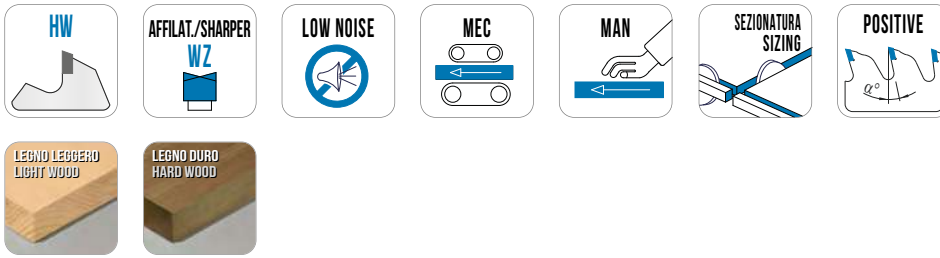 HW
AFFILAT./SHARPER
WZ
LOW NOISE
MEC
MAN
SEZIONATURA
SIZING
POSITIVE
α°
LEGNO LEGGERO
LIGHT WOOD
LEGNO DURO
HARD WOOD